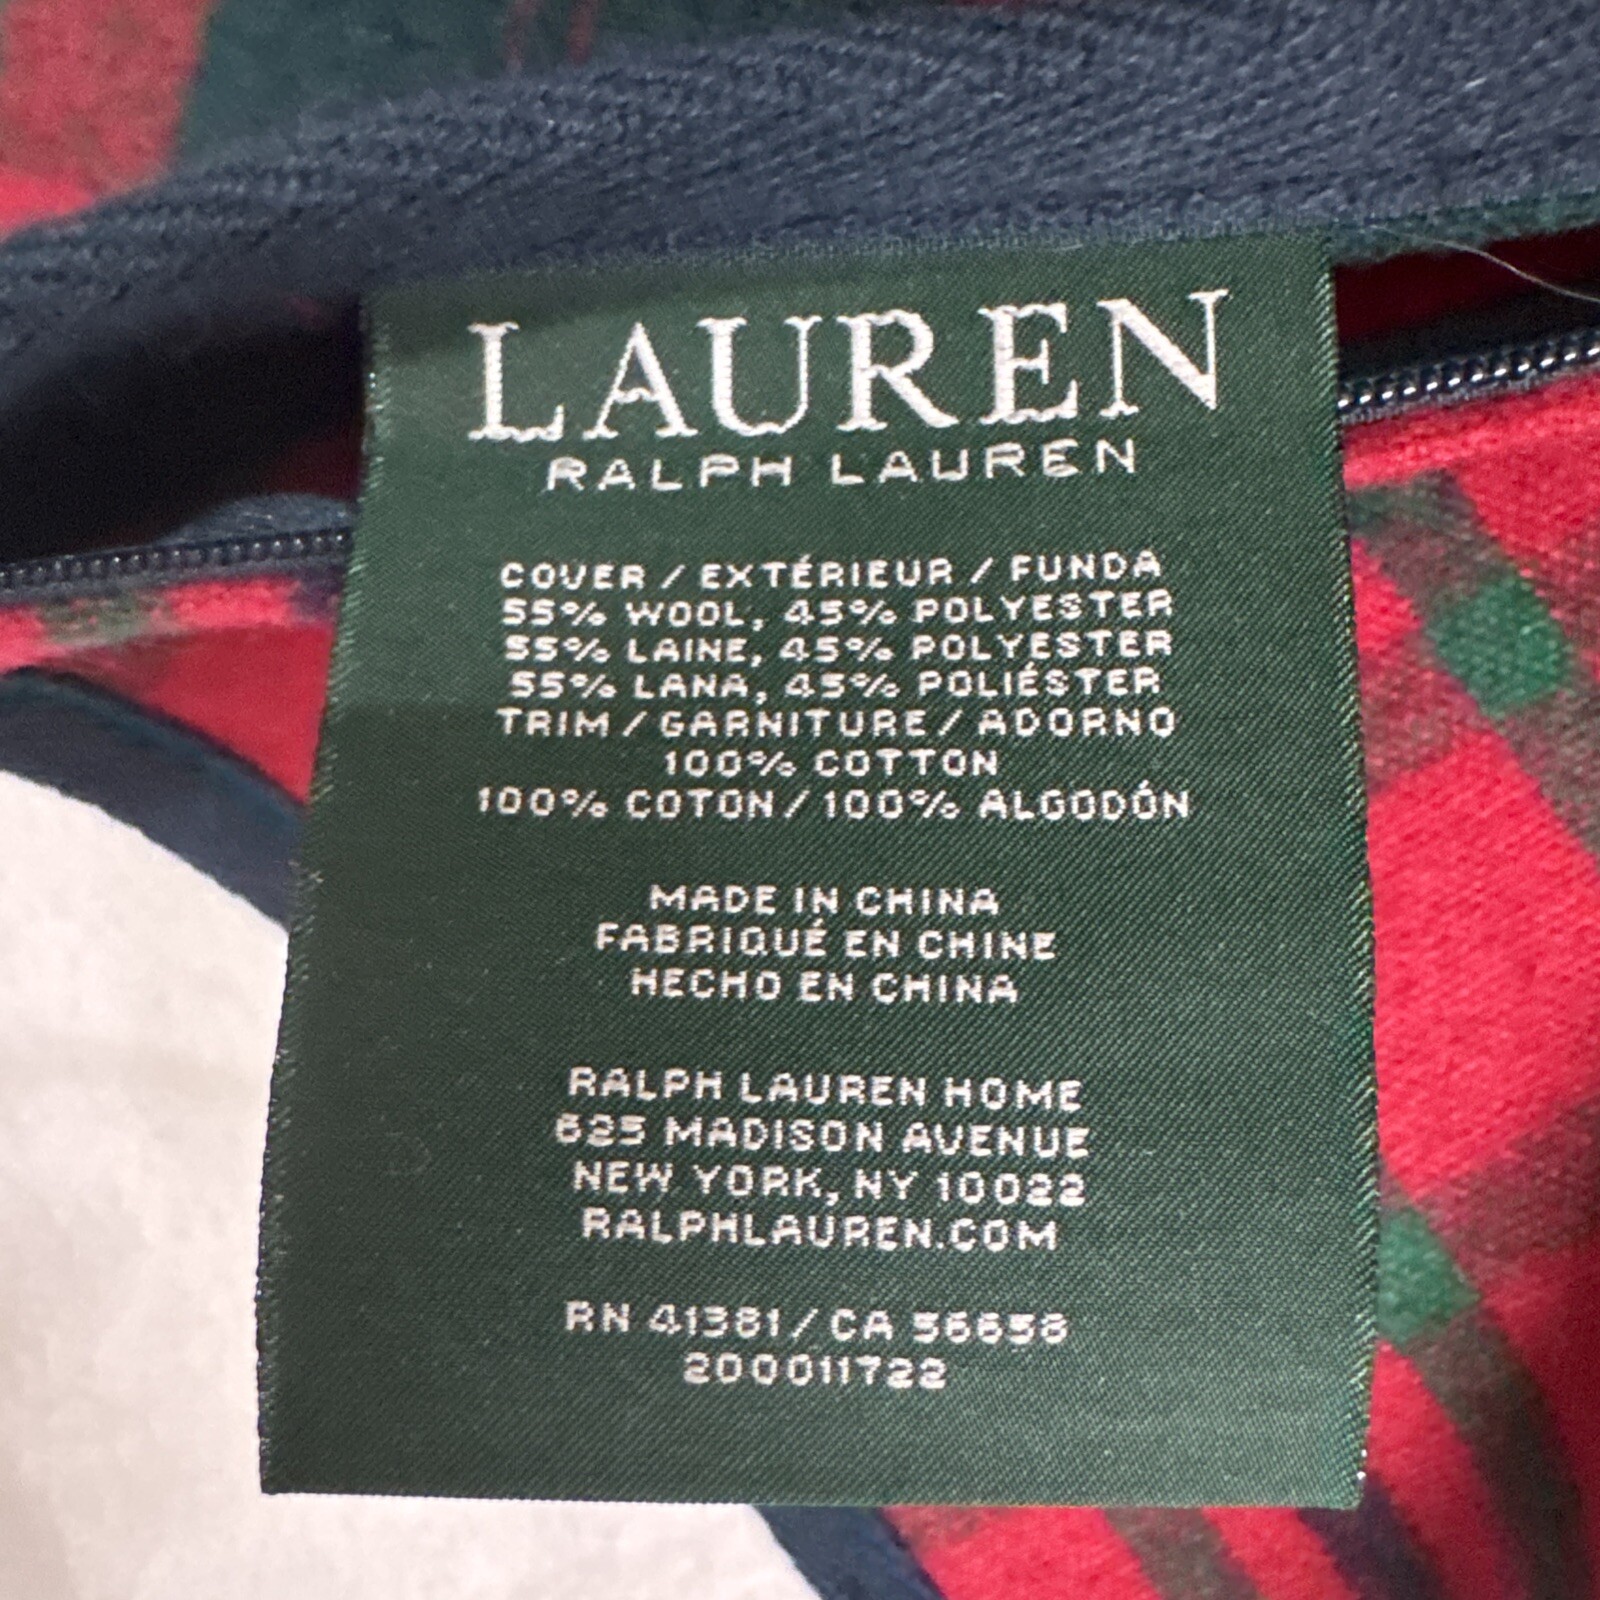 LAUREN
RALPH LAUREN
COVER / EXTÉRIEUR / FUNDA
55% WOOL, 45% POLYESTER
55% LAINE, 45% POLYESTER
55% LANA, 45% POLIÉSTER
TRIM / GARNITURE / ADORNO
100% COTTON
100% COTON / 100% ALGODÓN
MADE IN CHINA
FABRIQUÉ EN CHINE
HECHO EN CHINA
RALPH LAUREN HOME
625 MADISON AVENUE
NEW YORK, NY 10022
RALPHLAUREN.COM
RN 41381 / CA 56658
200011722